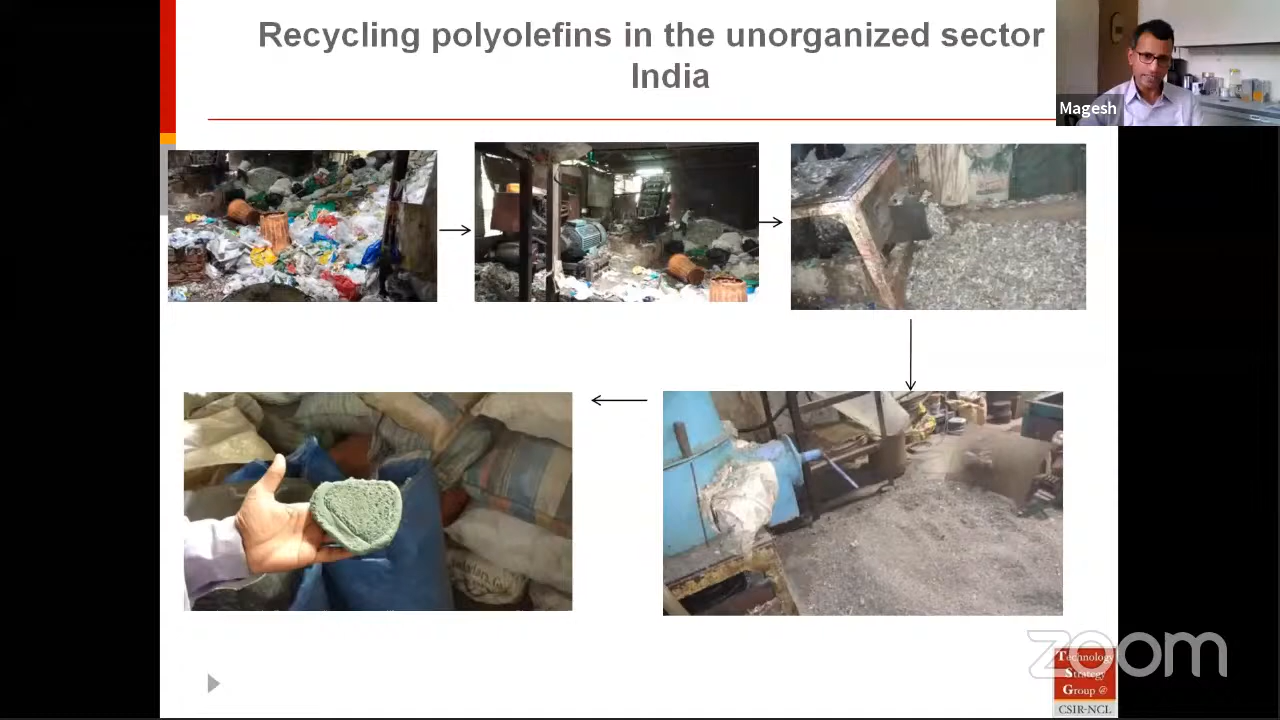 Recycling polyolefins in the unorganized sector
India
Magesh
zoom
Technology
Strategy
Group @
CSIR-NCL